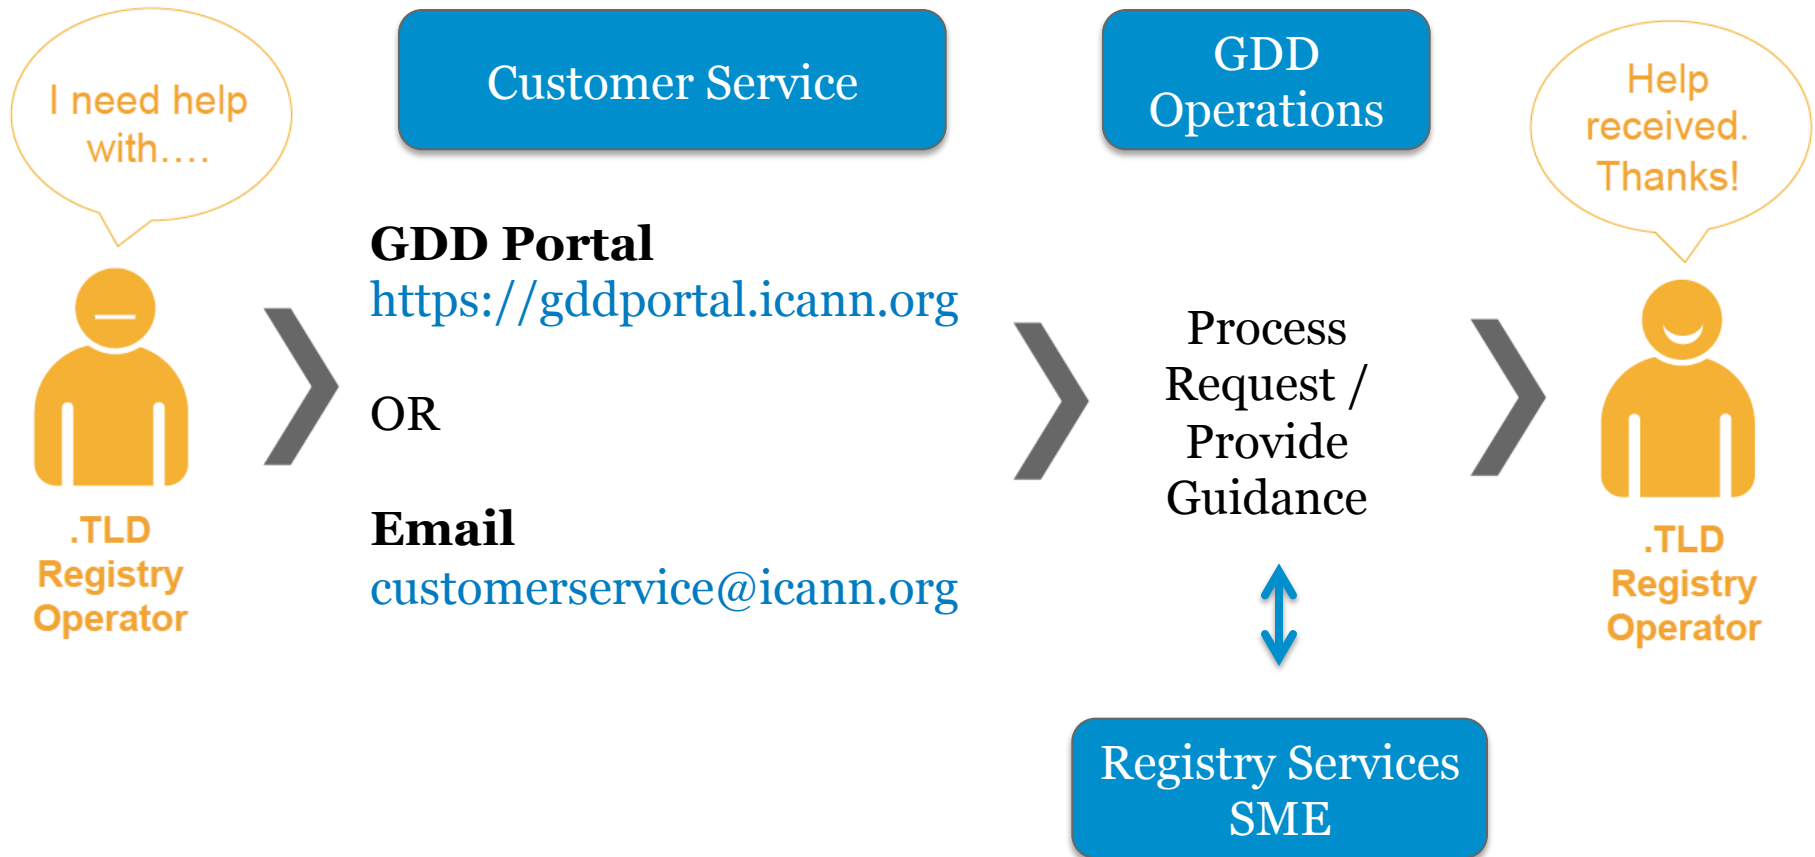 I need help
with....
.TLD
Registry
Operator
Customer Service
GDD Portal
https://gddportal.icann.org
OR
Email
customerservice@icann.org
GDD
Operations
Process
Request /
Provide
Guidance
Registry Services
SME
Help
received.
Thanks!
.TLD
Registry
Operator